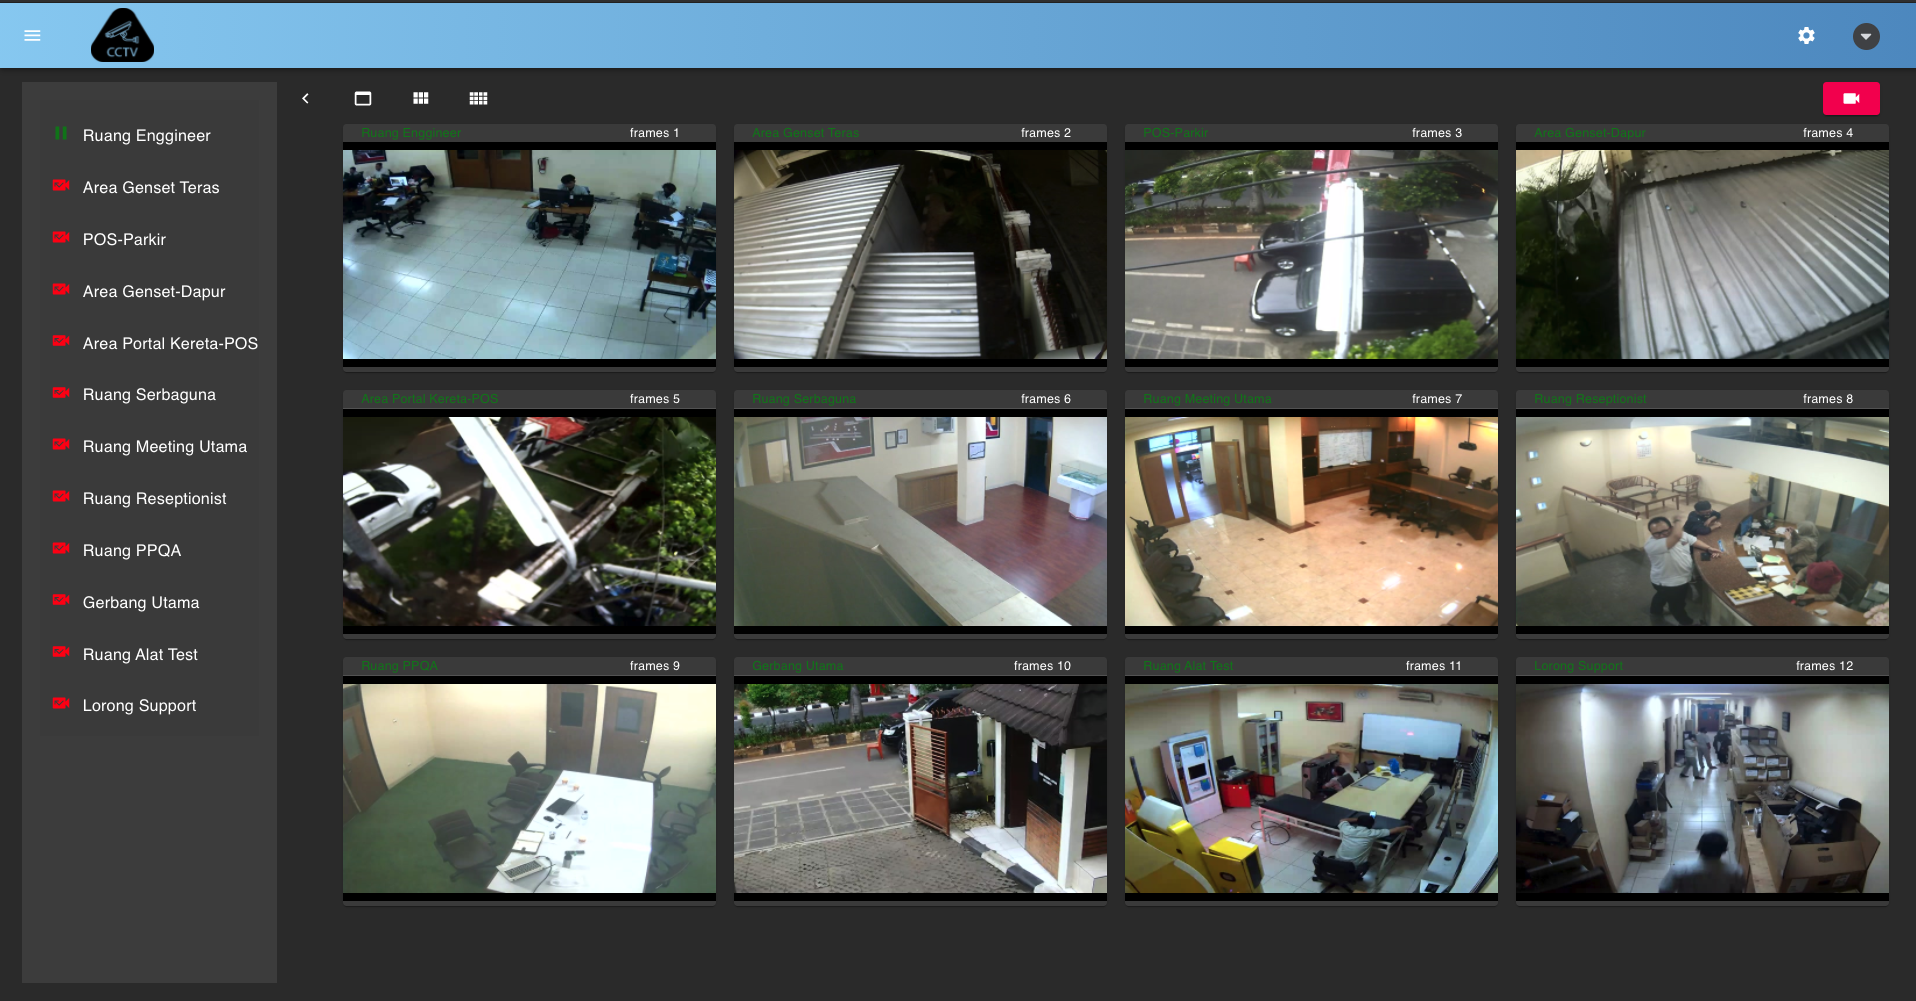 CCTV
Ruang Enggineer
Area Genset Teras
POS-Parkir
Area Genset-Dapur
Area Portal Kereta-POS
Ruang Serbaguna
Ruang Meeting Utama
Ruang Reseptionist
Ruang PPQA
Gerbang Utama
Ruang Alat Test
Lorong Support
Ruang Enggineer frames 1
Area Genset Teras frames 2
POS-Parkir frames 3
Area Genset-Dapur frames 4
Area Portal Kereta-POS frames 5
Ruang Serbaguna frames 6
Ruang Meeting Utama frames 7
Ruang Reseptionist frames 8
Ruang PPQA frames 9
Gerbang Utama frames 10
Ruang Alat Test frames 11
Lorong Support frames 12